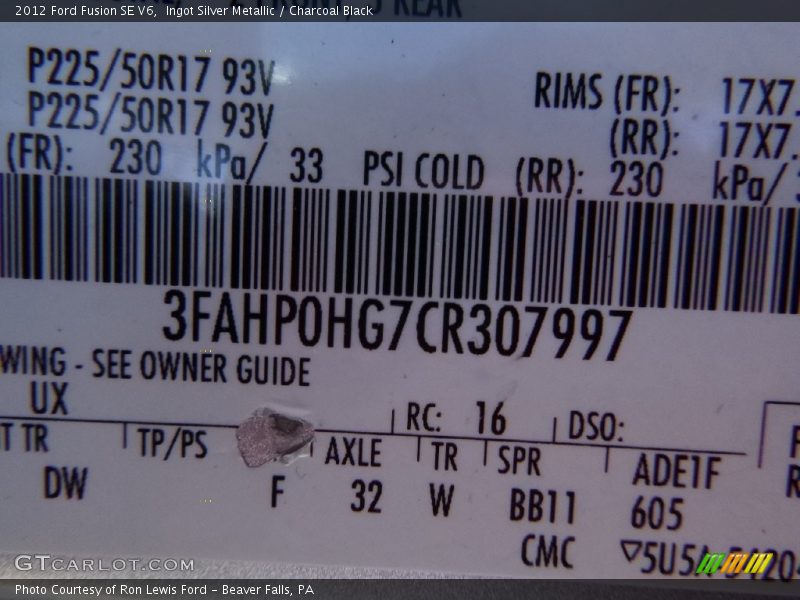 2012 Ford Fusion SE V6,  Ingot Silver Metallic / Charcoal Black
P225/50R17 93V RIMS (FR): 17X7.
P225/50R17 93V (RR): 17X7.
(FR): 230 kPa/ 33 PSI COLD (RR): 230 kPa/
3FAHP0HG7CR307997
WING - SEE OWNER GUIDE
UX RC: 16 DSO:
T TR TP/PS AXLE TR SPR ADE1F
DW F 32 W BB11 605
CMC
GTcarlot.com
Photo Courtesy of Ron Lewis Ford – Beaver Falls, PA